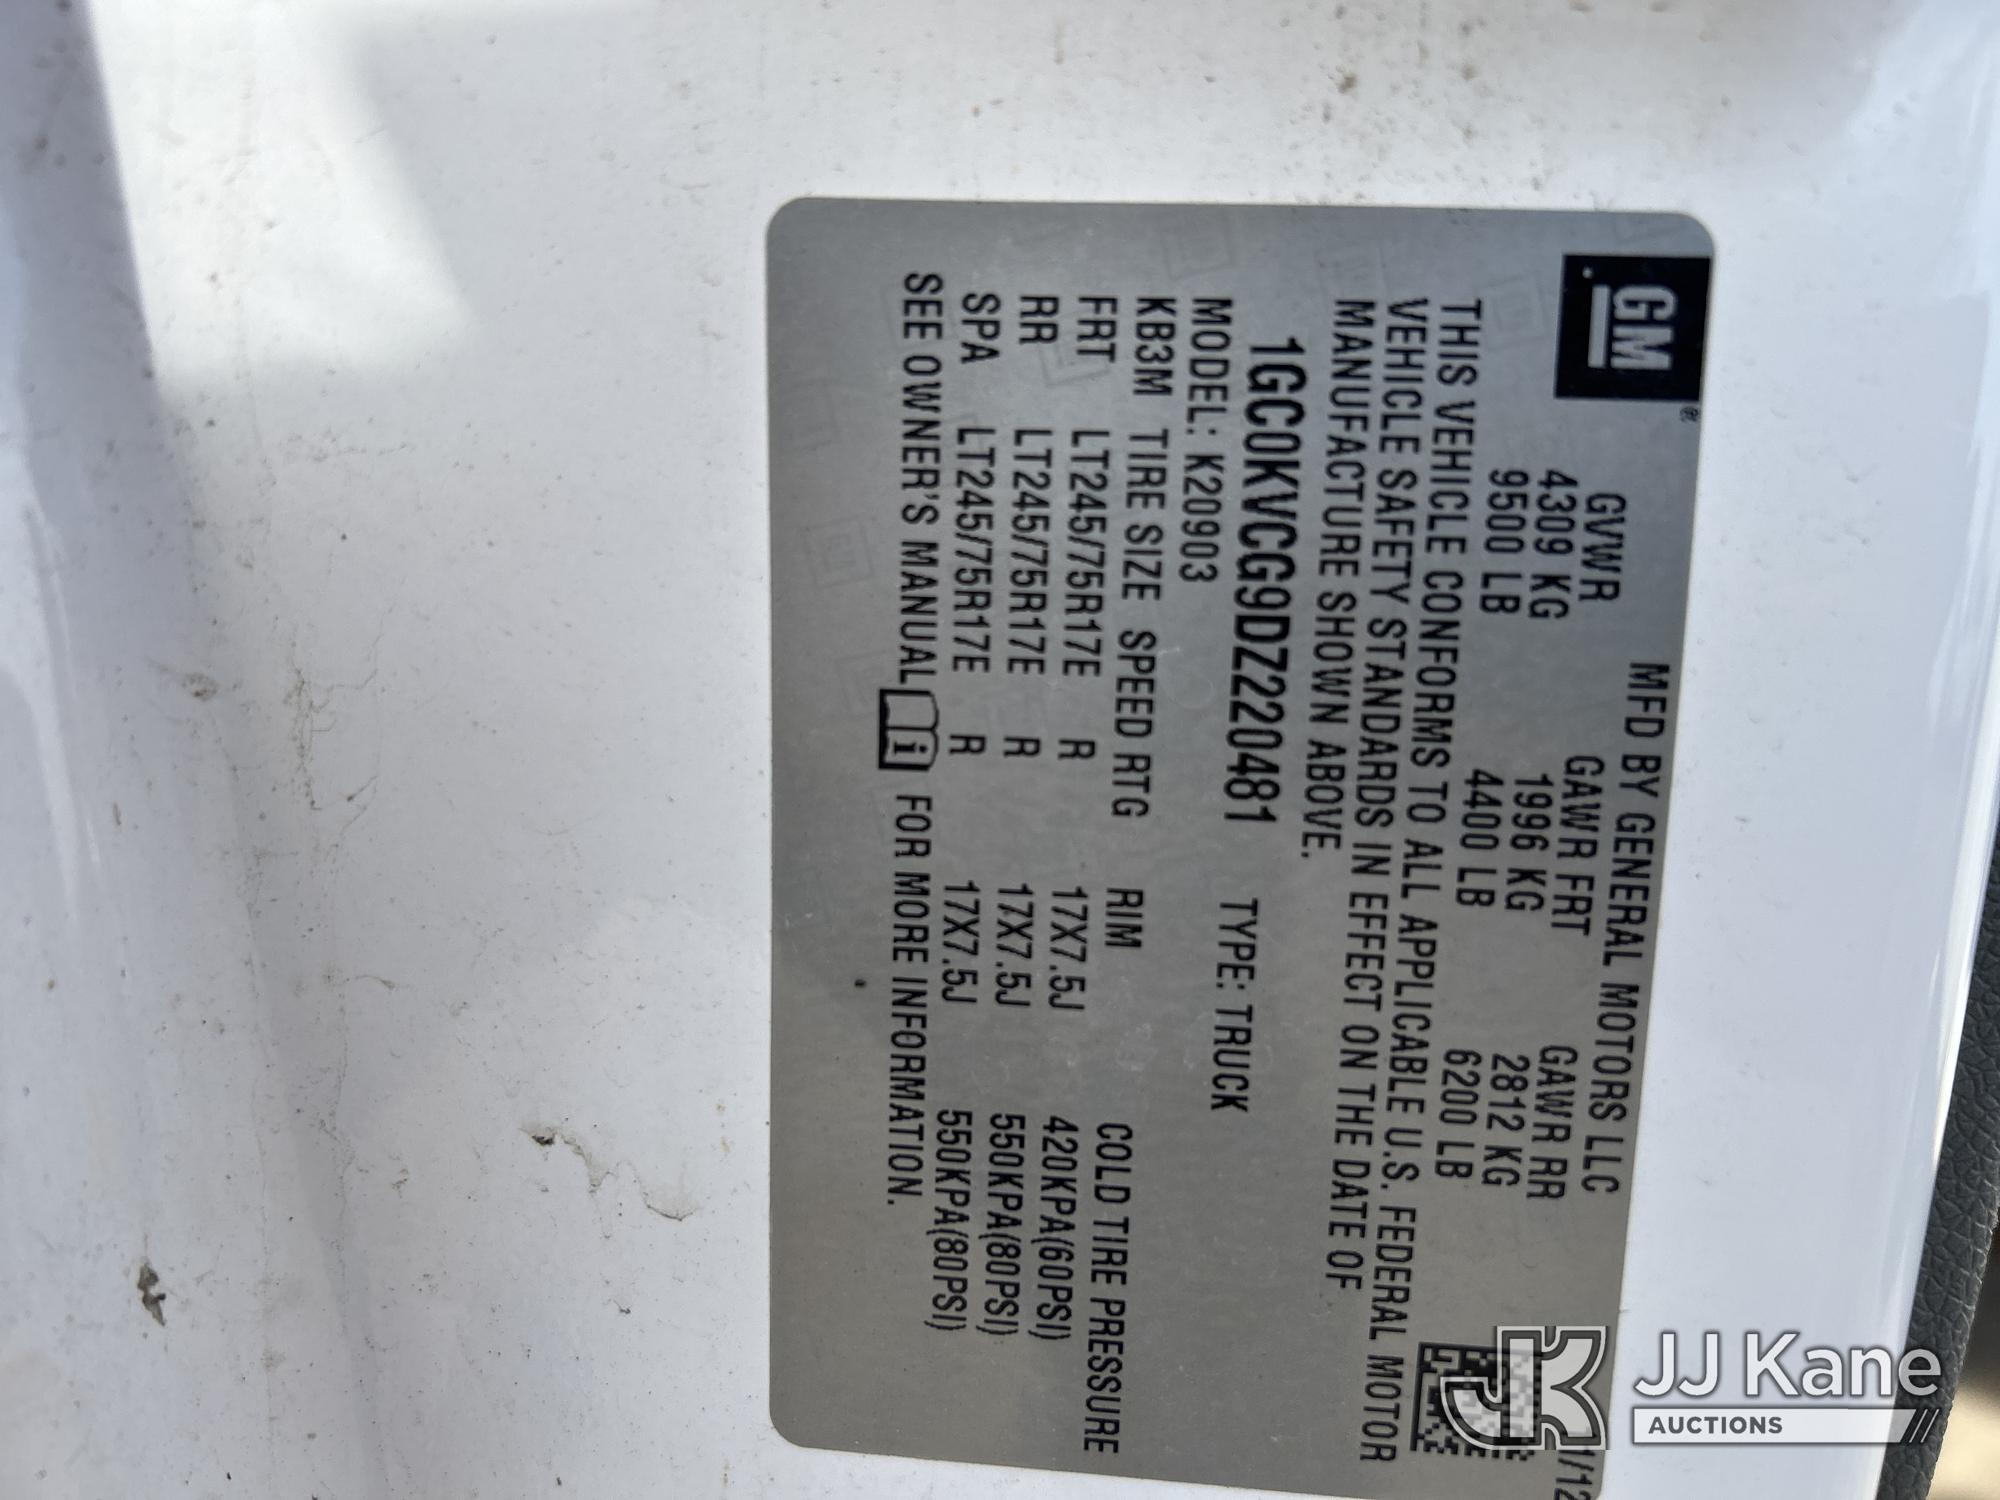 GM
®
MFD BY GENERAL MOTORS LLC
1/12
GVWR GAWR FRT GAWR RR
4309 KG 1996 KG 2812 KG
9500 LB 4400 LB 6200 LB
THIS VEHICLE CONFORMS TO ALL APPLICABLE U.S. FEDERAL MOTOR
VEHICLE SAFETY STANDARDS IN EFFECT ON THE DATE OF
MANUFACTURE SHOWN ABOVE.
1GC0KVCG9DZ220481 TYPE: TRUCK
MODEL: K20903
KB3M TIRE SIZE SPEED RTG RIM COLD TIRE PRESSURE
FRT LT245/75R17E R 17X7.5J 420KPA(60PSI)
RR LT245/75R17E R 17X7.5J 550KPA(80PSI)
SPA LT245/75R17E R 17X7.5J 550KPA(80PSI)
SEE OWNER'S MANUAL i FOR MORE INFORMATION.
JK JJ Kane
AUCTIONS